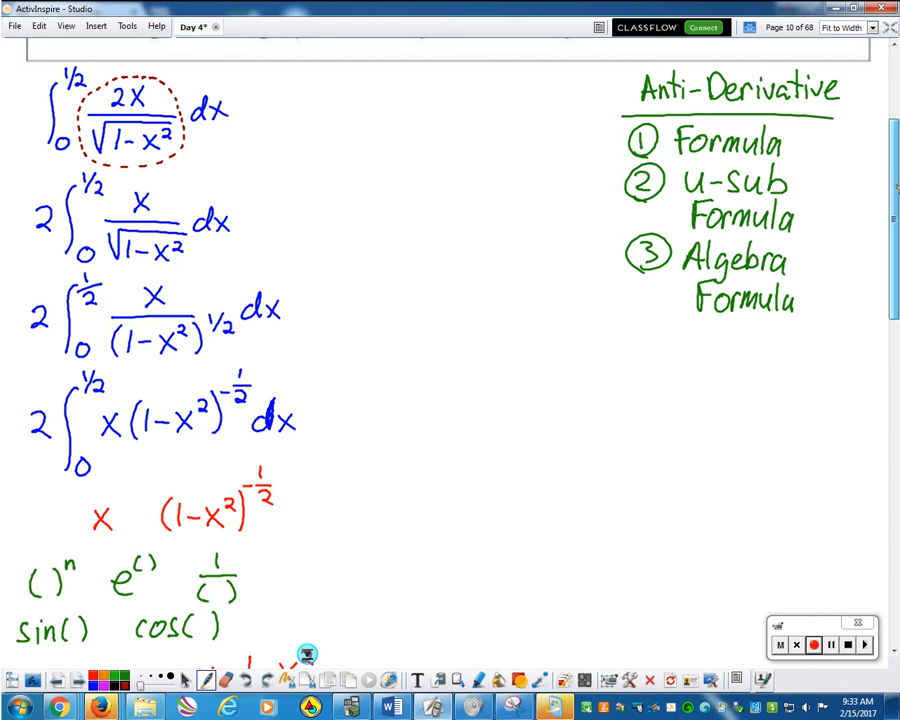 ActivInspire - Studio
File Edit View Insert Tools Help Day 4* CLASSFLOW Connect Page 10 of 68 Fit to Width
∫₀^1/2 2x/√(1-x²) dx
2 ∫₀^1/2 x/√(1-x²) dx
2 ∫₀^1/2 x/(1-x²)^1/2 dx
2 ∫₀^1/2 x(1-x²)^-1/2 dx
x (1-x²)^-1/2
( )ⁿ e^( ) 1/( )
sin( ) cos( )
Anti-Derivative
① Formula
② u-sub
Formula
③ Algebra
Formula
M
9:33 AM
2/15/2017